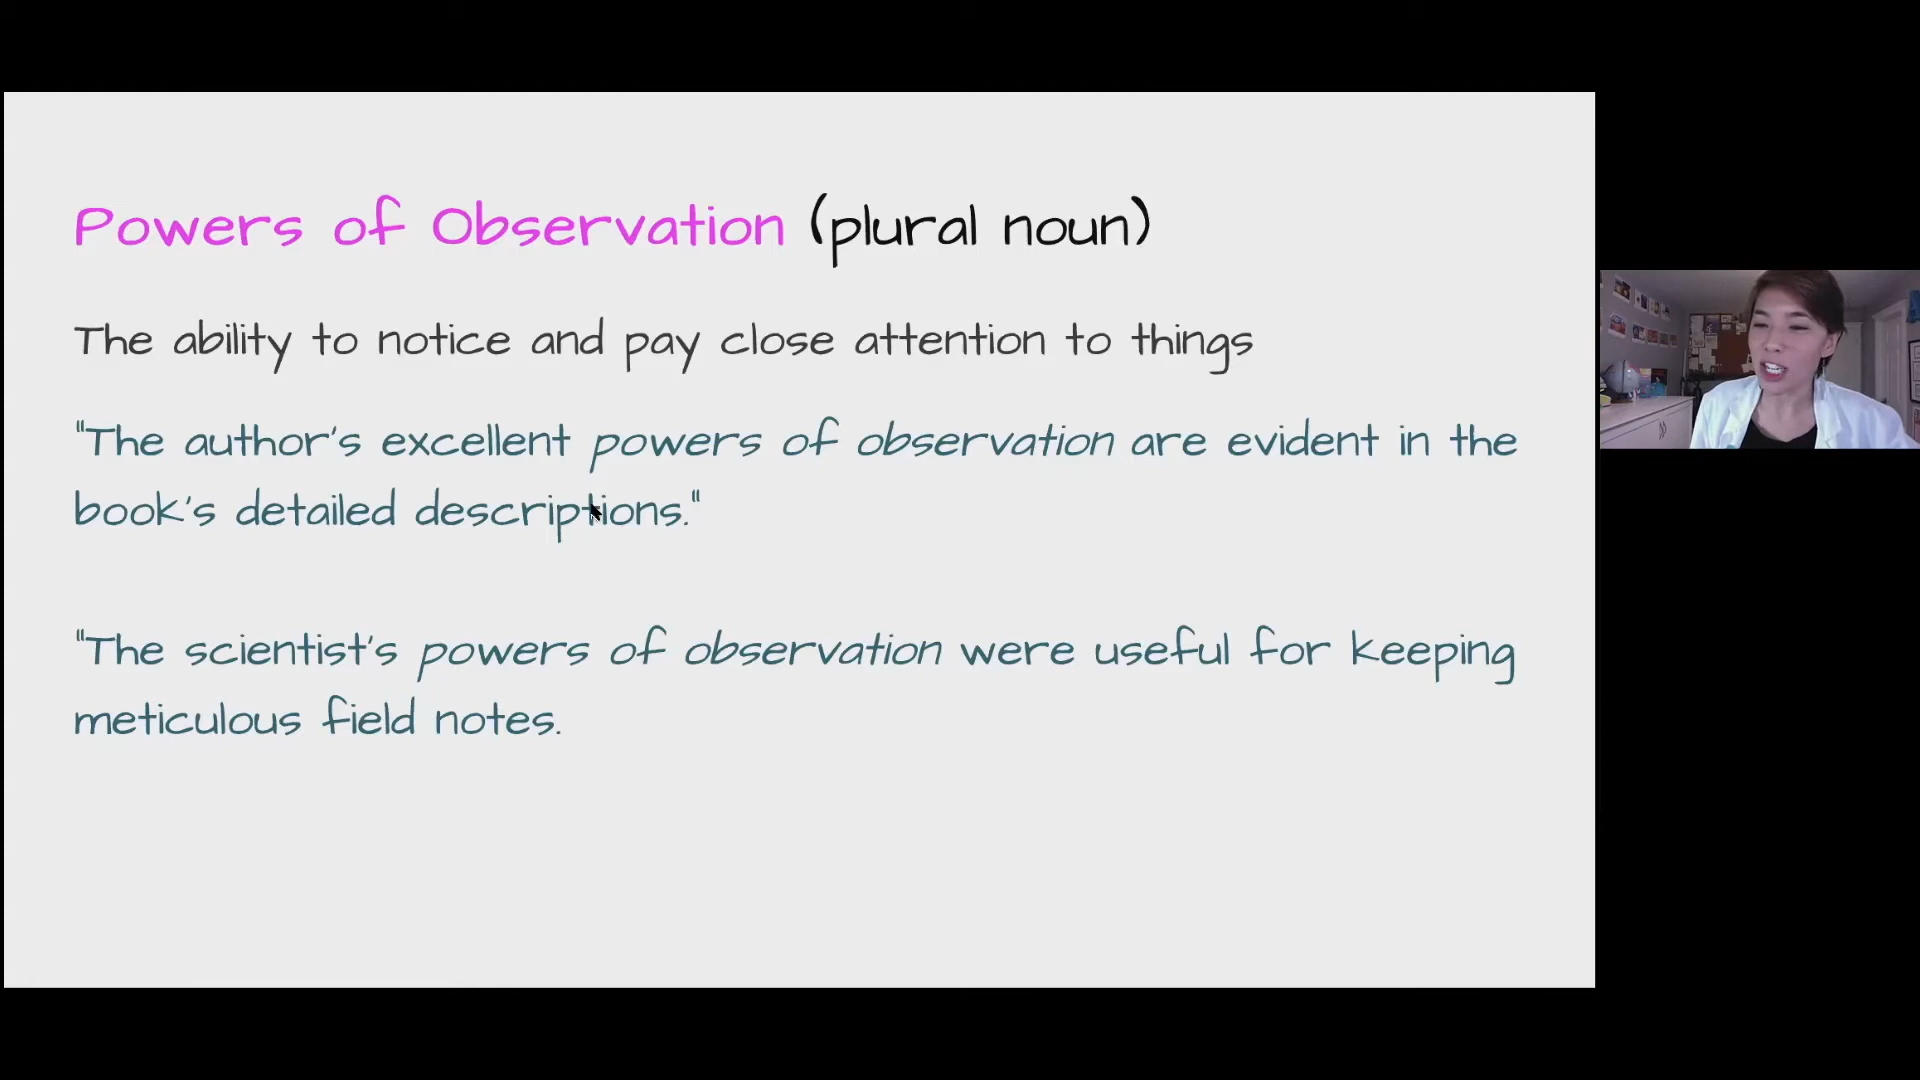 Powers of Observation (plural noun)
The ability to notice and pay close attention to things
"The author's excellent powers of observation are evident in the
book's detailed descriptions."
"The scientist's powers of observation were useful for keeping
meticulous field notes.